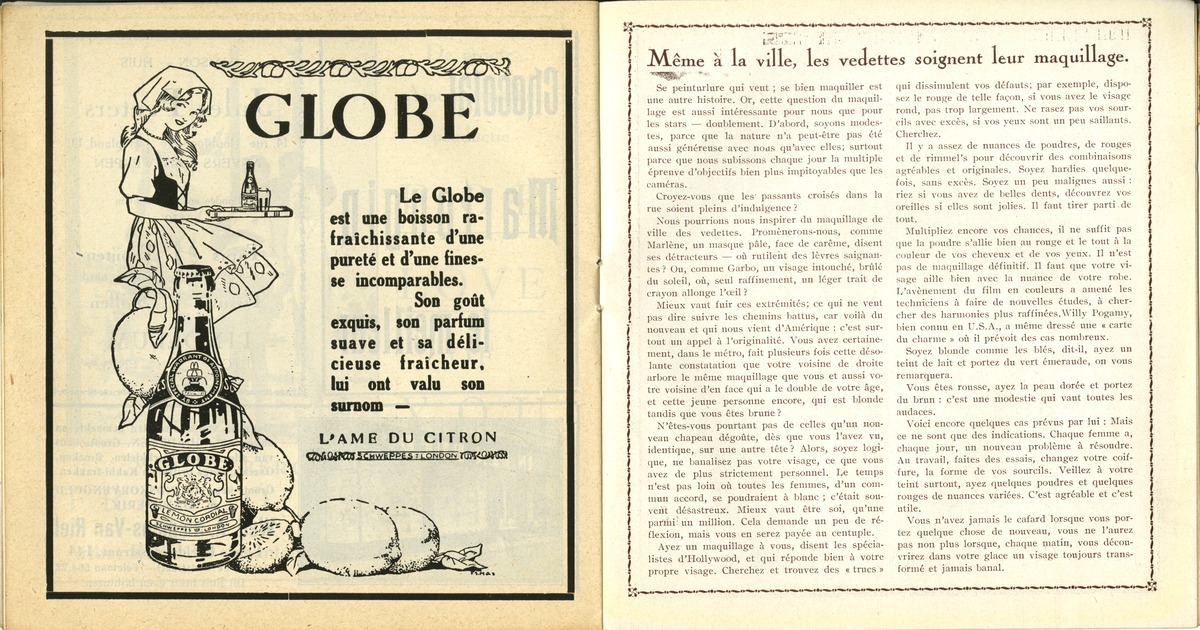 GLOBE
Le Globe
est une boisson ra-
fraîchissante d'une
pureté et d'une fines-
se incomparables.
Son goût
exquis, son parfum
suave et sa déli-
cieuse fraîcheur,
lui ont valu son
surnom —
L'AME DU CITRON
SCHWEPPES LONDON
GLOBE
LEMON CORDIAL
SCHWEPPES LTD LONDON
Même à la ville, les vedettes soignent leur maquillage.
Se peinturlure qui veut ; se bien maquiller est
une autre histoire. Or, cette question du maquil-
lage est aussi intéressante pour nous que pour
les stars — doublement. D'abord, soyons modes-
tes, parce que la nature n'a peut-être pas été
aussi généreuse avec nous qu'avec elles; surtout
parce que nous subissons chaque jour la multiple
épreuve d'objectifs bien plus impitoyables que les
caméras.
Croyez-vous que les passants croisés dans la
rue soient pleins d'indulgence ?
Nous pourrions nous inspirer du maquillage de
ville des vedettes. Promènerons-nous, comme
Marlène, un masque pâle, face de carême, disent
ses détracteurs — où rutilent des lèvres saignan-
tes ? Ou, comme Garbo, un visage intouché, brûlé
du soleil, où, seul raffinement, un léger trait de
crayon allonge l'œil ?
Mieux vaut fuir ces extrémités; ce qui ne veut
pas dire suivre les chemins battus, car voilà du
nouveau et qui nous vient d'Amérique : c'est sur-
tout un appel à l'originalité. Vous avez certaine-
ment, dans le métro, fait plusieurs fois cette déso-
lante constatation que votre voisine de droite
arbore le même maquillage que vous et aussi vo-
tre voisine d'en face qui a le double de votre âge,
et cette jeune personne encore, qui est blonde
tandis que vous êtes brune ?
N'êtes-vous pourtant pas de celles qu'un nou-
veau chapeau dégoûte, dès que vous l'avez vu,
identique, sur une autre tête ? Alors, soyez logi-
que, ne banalisez pas votre visage, ce que vous
avez de plus strictement personnel. Le temps
n'est pas loin où toutes les femmes, d'un com-
mun accord, se poudraient à blanc ; c'était sou-
vent désastreux. Mieux vaut être soi, qu'une
parmi un million. Cela demande un peu de ré-
flexion, mais vous en serez payée au centuple.
Ayez un maquillage à vous, disent les spécia-
listes d'Hollywood, et qui réponde bien à votre
propre visage. Cherchez et trouvez des « trucs »
qui dissimulent vos défauts; par exemple, dispo-
sez le rouge de telle façon, si vous avez le visage
rond, pas trop largement. Ne rasez pas vos sour-
cils avec excès, si vos yeux sont un peu saillants.
Cherchez.
Il y a assez de nuances de poudres, de rouges
et de rimmel's pour découvrir des combinaisons
agréables et originales. Soyez hardies quelque-
fois, sans excès. Soyez un peu malignes aussi :
riez si vous avez de belles dents, découvrez vos
oreilles si elles sont jolies. Il faut tirer parti de
tout.
Multipliez encore vos chances, il ne suffit pas
que la poudre s'allie bien au rouge et le tout à la
couleur de vos cheveux et de vos yeux. Il n'est
pas de maquillage définitif. Il faut que votre vi-
sage aille bien avec la nuance de votre robe.
L'avènement du film en couleurs a amené les
techniciens à faire de nouvelles études, à cher-
cher des harmonies plus raffinées. Willy Pogamy,
bien connu en U.S.A., a même dressé une « carte
du charme » où il prévoit des cas nombreux.
Soyez blonde comme les blés, dit-il, ayez un
teint de lait et portez du vert émeraude, on vous
remarquera.
Vous êtes rousse, ayez la peau dorée et portez
du brun : c'est une modestie qui vaut toutes les
audaces.
Voici encore quelques cas prévus par lui : Mais
ce ne sont que des indications. Chaque femme a,
chaque jour, un nouveau problème à résoudre.
Au travail, faites des essais, changez votre coif-
fure, la forme de vos sourcils. Veillez à votre
teint surtout, ayez quelques poudres et quelques
rouges de nuances variées. C'est agréable et c'est
utile.
Vous n'avez jamais le cafard lorsque vous por-
tez quelque chose de nouveau, vous ne l'aurez
pas non plus lorsque, chaque matin, vous décou-
vrirez dans votre glace un visage toujours trans-
formé et jamais banal.